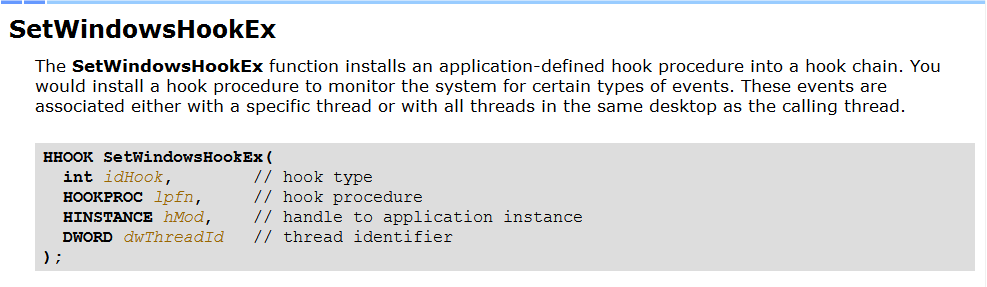 SetWindowsHookEx
The SetWindowsHookEx function installs an application-defined hook procedure into a hook chain. You
would install a hook procedure to monitor the system for certain types of events. These events are
associated either with a specific thread or with all threads in the same desktop as the calling thread.
HHOOK SetWindowsHookEx(
  int idHook,        // hook type
  HOOKPROC lpfn,     // hook procedure
  HINSTANCE hMod,    // handle to application instance
  DWORD dwThreadId   // thread identifier
);